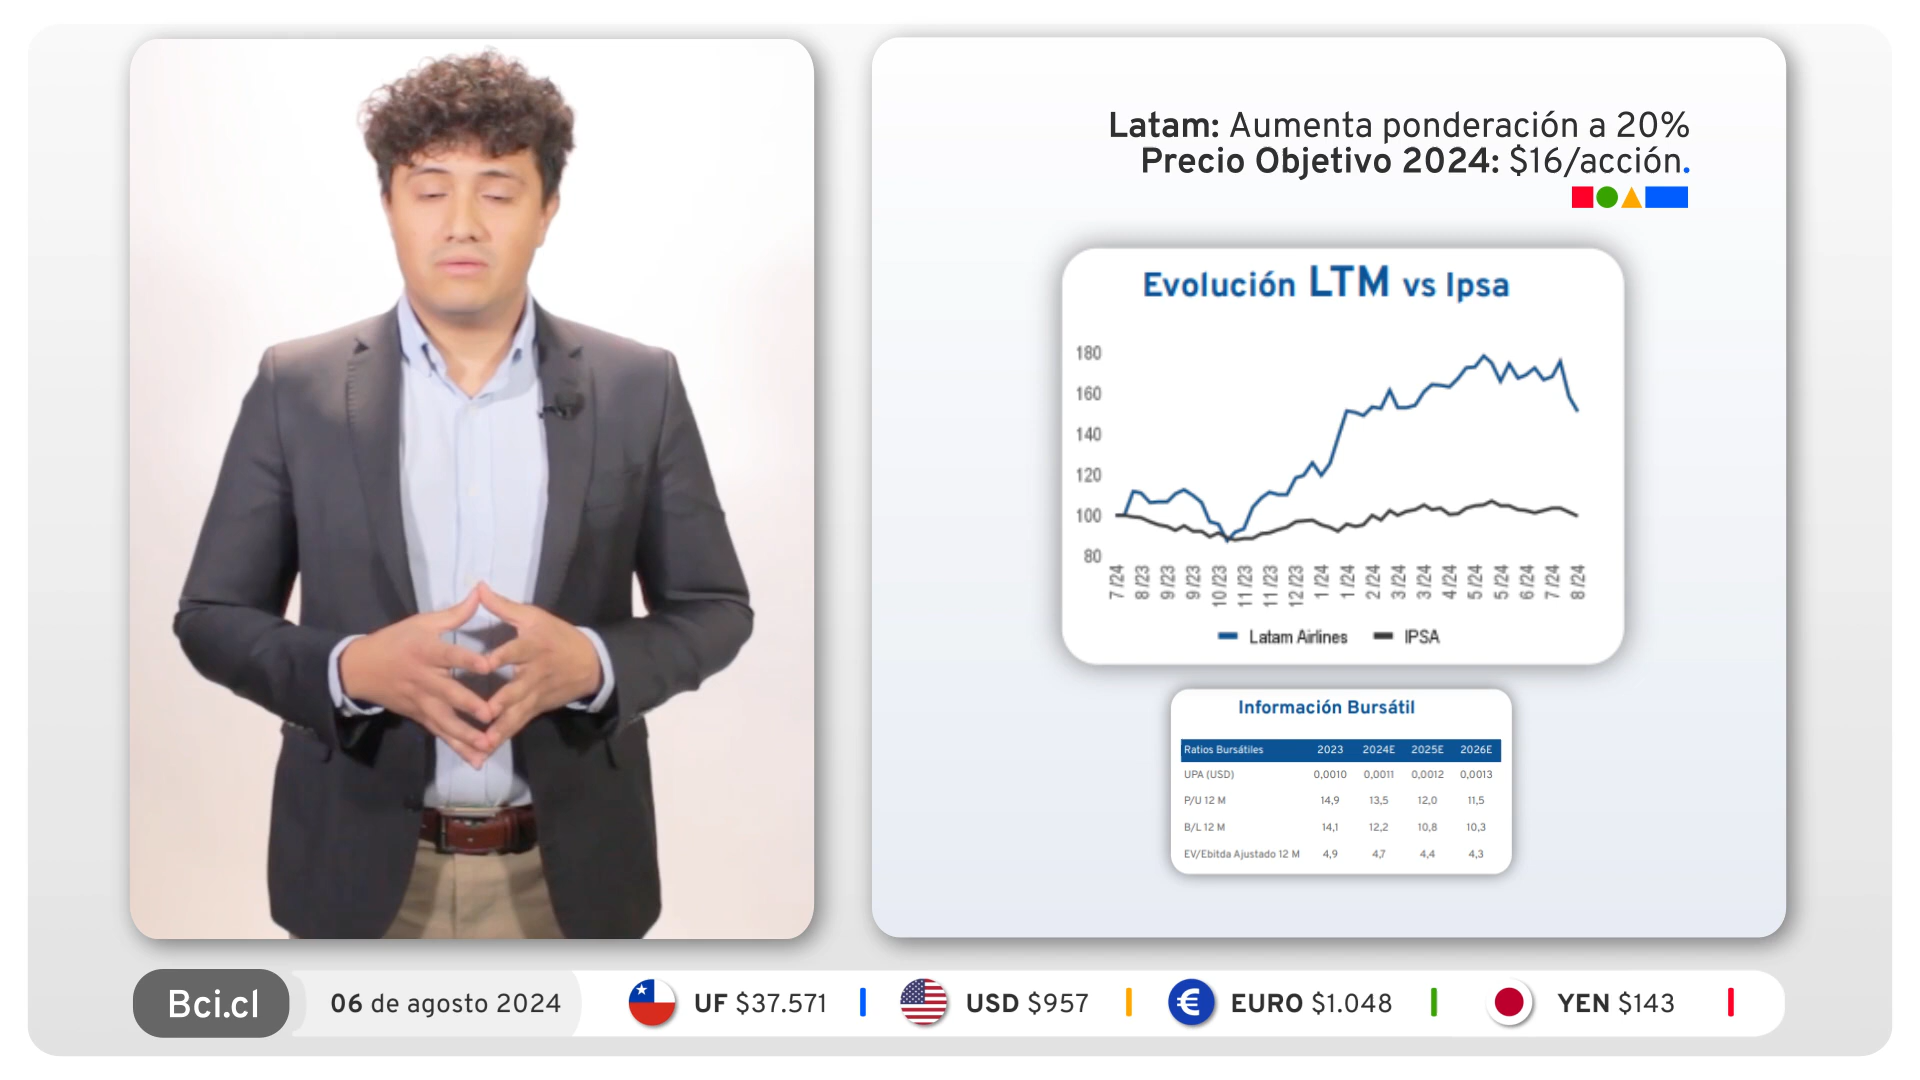 Latam: Aumenta ponderación a 20%
Precio Objetivo 2024: $16/acción.
Evolución LTM vs Ipsa
180
160
140
120
100
80
7/24 8/23 9/23 9/23 10/23 11/23 11/23 12/23 1/24 1/24 2/24 3/24 3/24 4/24 5/24 5/24 6/24 7/24 8/24
Latam Airlines IPSA
Información Bursátil
Ratios Bursátiles 2023 2024E 2025E 2026E
UPA (USD) 0,0010 0,0011 0,0012 0,0013
P/U 12 M 14,9 13,5 12,0 11,5
B/L 12 M 14,1 12,2 10,8 10,3
EV/Ebitda Ajustado 12 M 4,9 4,7 4,4 4,3
Bci.cl 06 de agosto 2024 UF $37.571 USD $957 € EURO $1.048 YEN $143